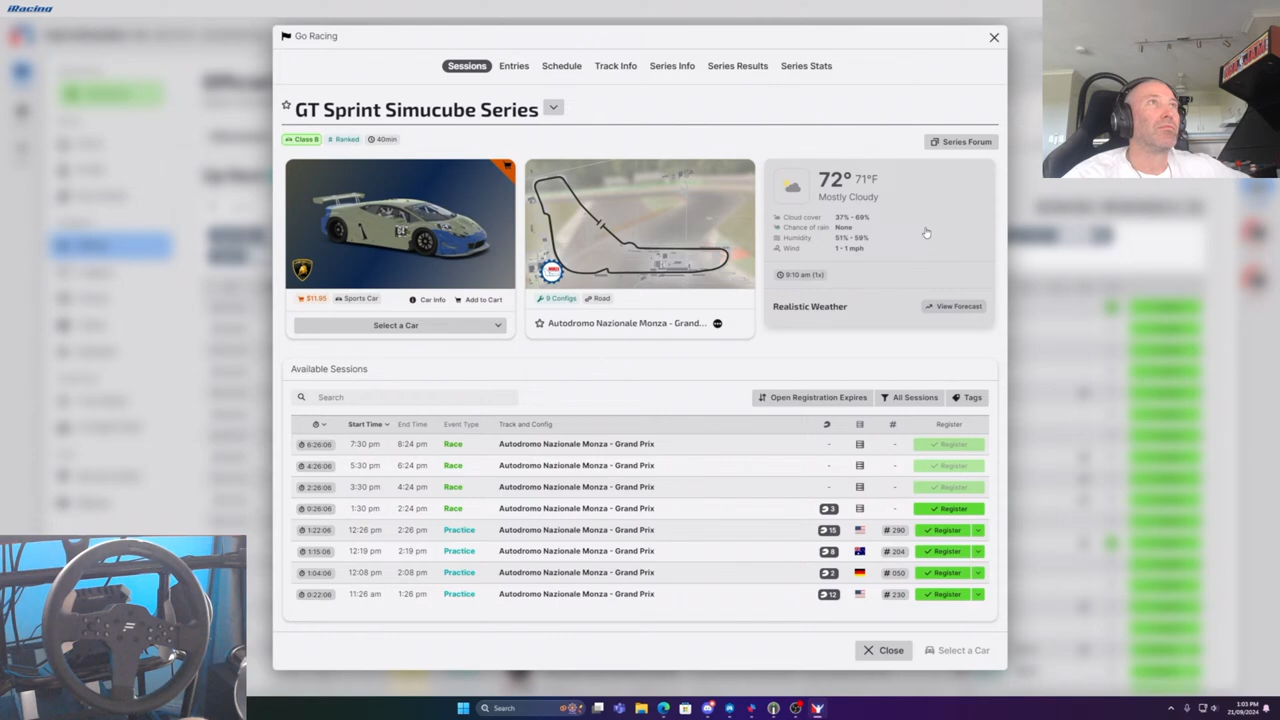 iRacing
Go Racing
Sessions Entries Schedule Track Info Series Info Series Results Series Stats
GT Sprint Simucube Series
Class B Ranked 40min
Series Forum
72° 71°F
Mostly Cloudy
Cloud cover 37% - 69%
Chance of rain None
Humidity 51% - 59%
Wind 1 - 1 mph
9:10 am (1x)
Realistic Weather View Forecast
$11.95 Sports Car Car Info Add to Cart
Select a Car
9 Configs Road
Autodromo Nazionale Monza - Grand...
Available Sessions
Search Open Registration Expires All Sessions Tags
Start Time End Time Event Type Track and Config # Register
6:26:06 7:30 pm 8:24 pm Race Autodromo Nazionale Monza - Grand Prix - - Register
4:26:06 5:30 pm 6:24 pm Race Autodromo Nazionale Monza - Grand Prix - - Register
2:26:06 3:30 pm 4:24 pm Race Autodromo Nazionale Monza - Grand Prix - - Register
0:26:06 1:30 pm 2:24 pm Race Autodromo Nazionale Monza - Grand Prix 3 - Register
1:22:06 12:26 pm 2:26 pm Practice Autodromo Nazionale Monza - Grand Prix 15 # 290 Register
1:15:06 12:19 pm 2:19 pm Practice Autodromo Nazionale Monza - Grand Prix 8 # 204 Register
1:04:06 12:08 pm 2:08 pm Practice Autodromo Nazionale Monza - Grand Prix 2 # 050 Register
0:22:06 11:26 am 1:26 pm Practice Autodromo Nazionale Monza - Grand Prix 12 # 230 Register
Close Select a Car
Search
1:03 PM
21/09/2024